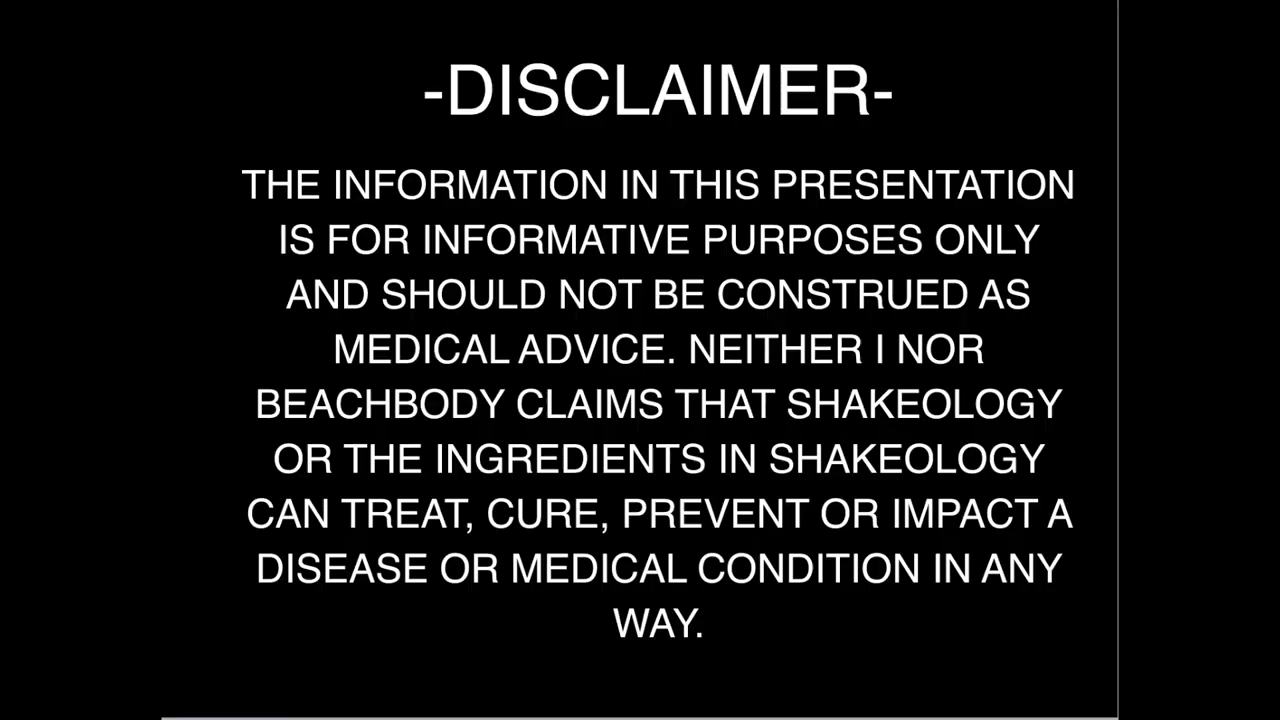 -DISCLAIMER-
THE INFORMATION IN THIS PRESENTATION
IS FOR INFORMATIVE PURPOSES ONLY
AND SHOULD NOT BE CONSTRUED AS
MEDICAL ADVICE. NEITHER I NOR
BEACHBODY CLAIMS THAT SHAKEOLOGY
OR THE INGREDIENTS IN SHAKEOLOGY
CAN TREAT, CURE, PREVENT OR IMPACT A
DISEASE OR MEDICAL CONDITION IN ANY
WAY.